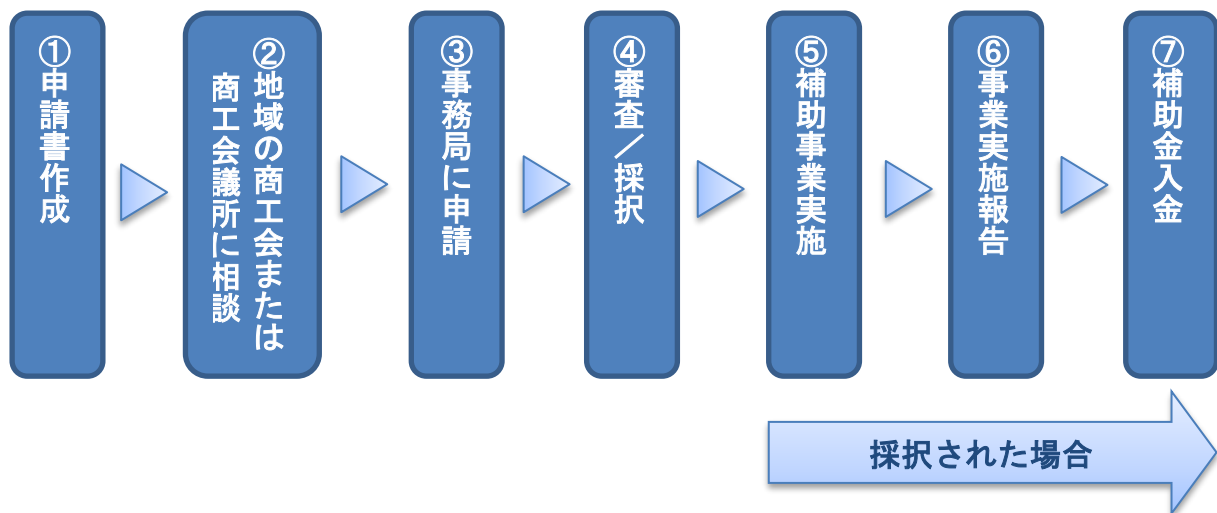 ①申請書作成
②地域の商工会または
商工会議所に相談
③事務局に申請
④審査／採択
⑤補助事業実施
⑥事業実施報告
⑦補助金入金
採択された場合